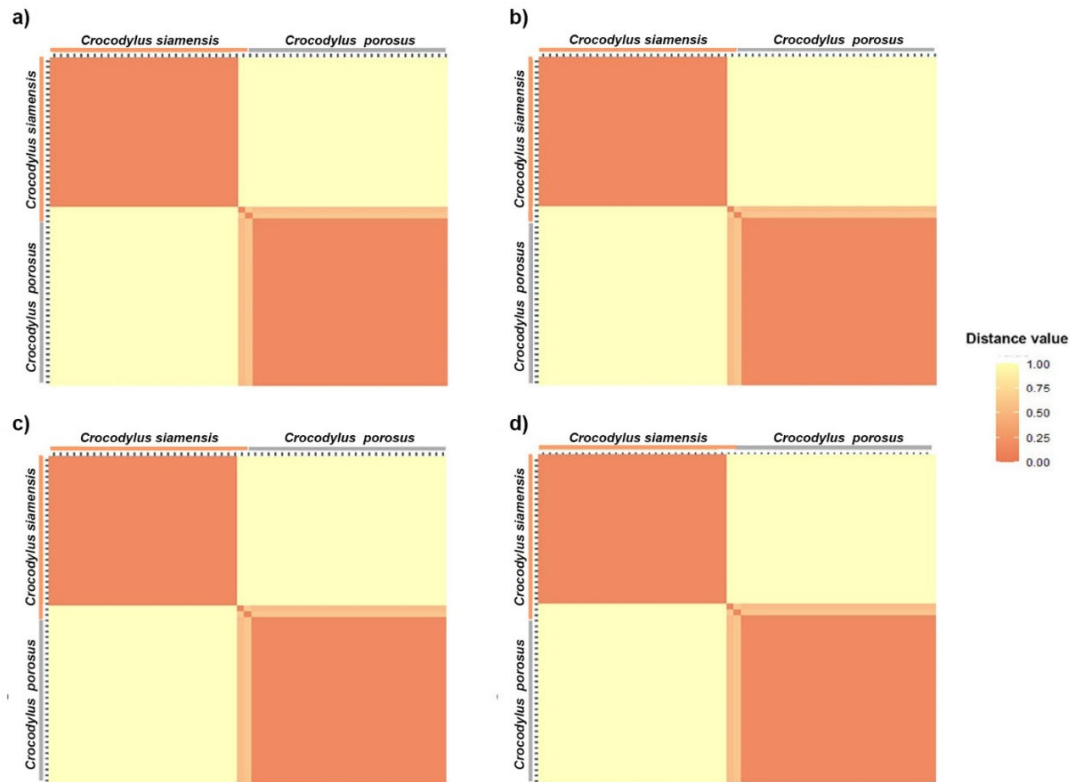 a)
Crocodylus siamensis
Crocodylus porosus
Crocodylus siamensis
Crocodylus porosus
b)
Crocodylus siamensis
Crocodylus porosus
Crocodylus siamensis
Crocodylus porosus
Distance value
1.00
0.75
0.50
0.25
0.00
c)
Crocodylus siamensis
Crocodylus porosus
Crocodylus siamensis
Crocodylus porosus
d)
Crocodylus siamensis
Crocodylus porosus
Crocodylus siamensis
Crocodylus porosus